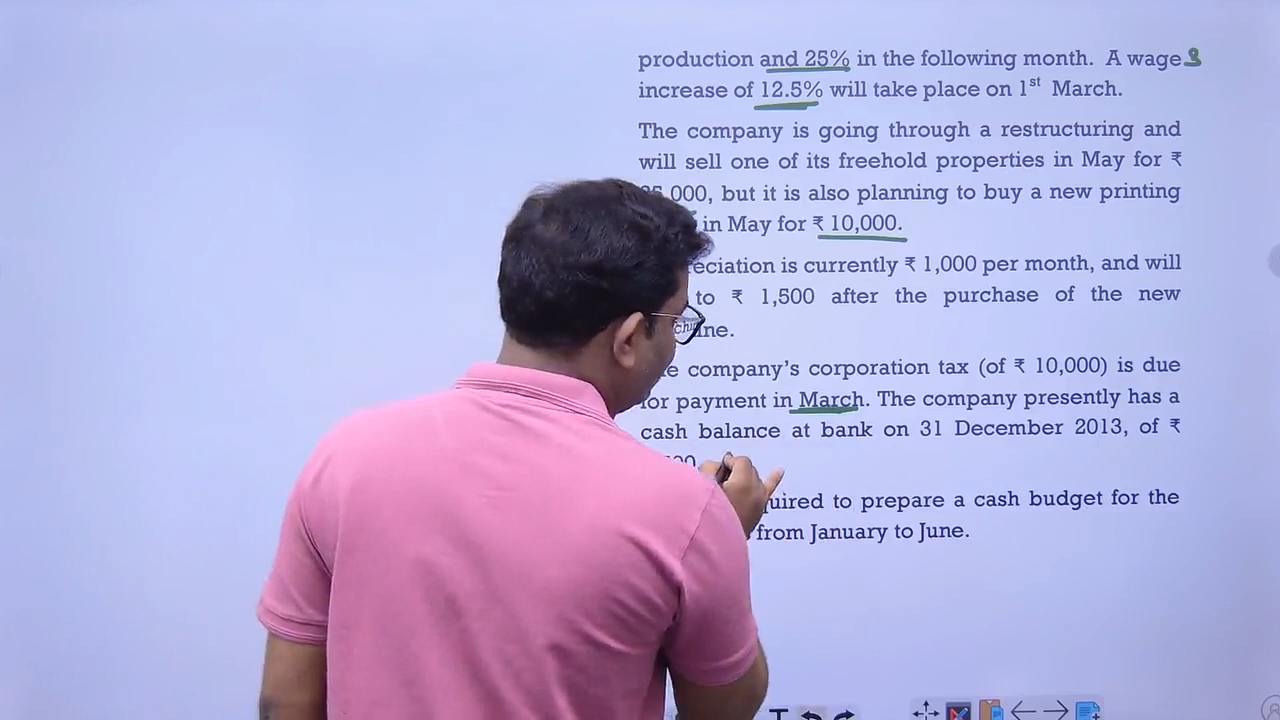 production and 25% in the following month. A wage
increase of 12.5% will take place on 1st March.
The company is going through a restructuring and
will sell one of its freehold properties in May for ₹
000, but it is also planning to buy a new printing
in May for ₹ 10,000.
is currently ₹ 1,000 per month, and will
to ₹ 1,500 after the purchase of the new
company's corporation tax (of ₹ 10,000) is due
for payment in March. The company presently has a
cash balance at bank on 31 December 2013, of ₹
to prepare a cash budget for the
from January to June.